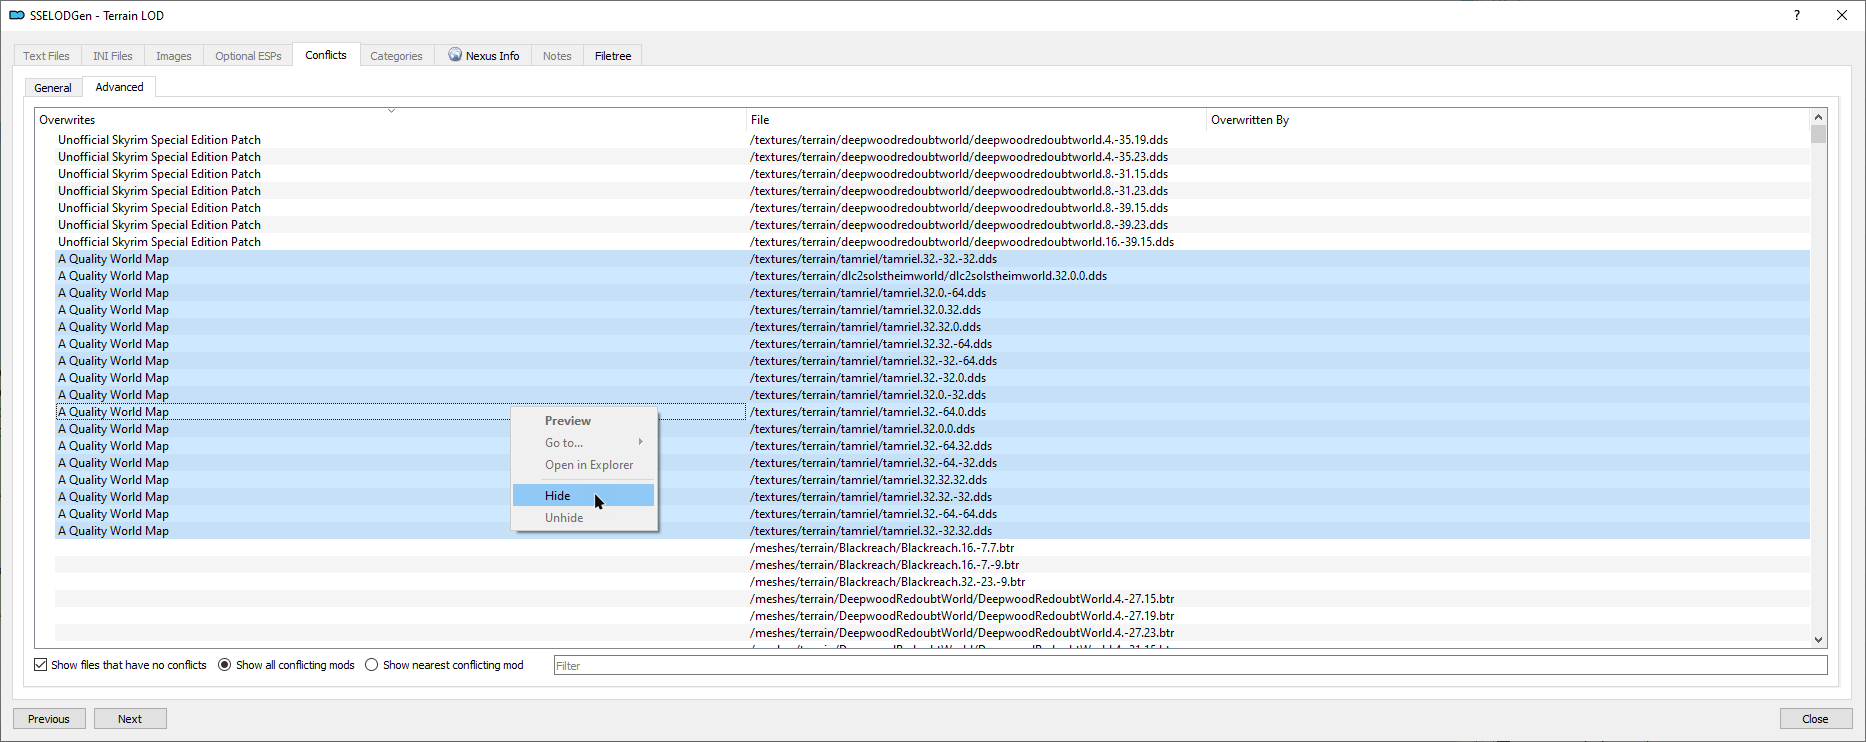 SSELODGen - Terrain LOD
?
Text Files INI Files Images Optional ESPs Conflicts Categories Nexus Info Notes Filetree
General Advanced
Overwrites File Overwritten By
Unofficial Skyrim Special Edition Patch /textures/terrain/deepwoodredoubtworld/deepwoodredoubtworld.4.-35.19.dds
Unofficial Skyrim Special Edition Patch /textures/terrain/deepwoodredoubtworld/deepwoodredoubtworld.4.-35.23.dds
Unofficial Skyrim Special Edition Patch /textures/terrain/deepwoodredoubtworld/deepwoodredoubtworld.8.-31.15.dds
Unofficial Skyrim Special Edition Patch /textures/terrain/deepwoodredoubtworld/deepwoodredoubtworld.8.-31.23.dds
Unofficial Skyrim Special Edition Patch /textures/terrain/deepwoodredoubtworld/deepwoodredoubtworld.8.-39.15.dds
Unofficial Skyrim Special Edition Patch /textures/terrain/deepwoodredoubtworld/deepwoodredoubtworld.8.-39.23.dds
Unofficial Skyrim Special Edition Patch /textures/terrain/deepwoodredoubtworld/deepwoodredoubtworld.16.-39.15.dds
A Quality World Map /textures/terrain/tamriel/tamriel.32.-32.-32.dds
A Quality World Map /textures/terrain/dlc2solstheimworld/dlc2solstheimworld.32.0.0.dds
A Quality World Map /textures/terrain/tamriel/tamriel.32.0.-64.dds
A Quality World Map /textures/terrain/tamriel/tamriel.32.0.32.dds
A Quality World Map /textures/terrain/tamriel/tamriel.32.32.0.dds
A Quality World Map /textures/terrain/tamriel/tamriel.32.32.-64.dds
A Quality World Map /textures/terrain/tamriel/tamriel.32.-32.-64.dds
A Quality World Map /textures/terrain/tamriel/tamriel.32.-32.0.dds
A Quality World Map /textures/terrain/tamriel/tamriel.32.0.-32.dds
A Quality World Map /textures/terrain/tamriel/tamriel.32.-64.0.dds
A Quality World Map /textures/terrain/tamriel/tamriel.32.0.0.dds
A Quality World Map /textures/terrain/tamriel/tamriel.32.-64.32.dds
A Quality World Map /textures/terrain/tamriel/tamriel.32.-64.-32.dds
A Quality World Map /textures/terrain/tamriel/tamriel.32.32.32.dds
A Quality World Map /textures/terrain/tamriel/tamriel.32.32.-32.dds
A Quality World Map /textures/terrain/tamriel/tamriel.32.-64.-64.dds
A Quality World Map /textures/terrain/tamriel/tamriel.32.-32.32.dds
Preview
Go to...
Open in Explorer
Hide
Unhide
/meshes/terrain/Blackreach/Blackreach.16.-7.7.btr
/meshes/terrain/Blackreach/Blackreach.16.-7.-9.btr
/meshes/terrain/Blackreach/Blackreach.32.-23.-9.btr
/meshes/terrain/DeepwoodRedoubtWorld/DeepwoodRedoubtWorld.4.-27.15.btr
/meshes/terrain/DeepwoodRedoubtWorld/DeepwoodRedoubtWorld.4.-27.19.btr
/meshes/terrain/DeepwoodRedoubtWorld/DeepwoodRedoubtWorld.4.-27.23.btr
Show files that have no conflicts Show all conflicting mods Show nearest conflicting mod Filter
Previous Next Close